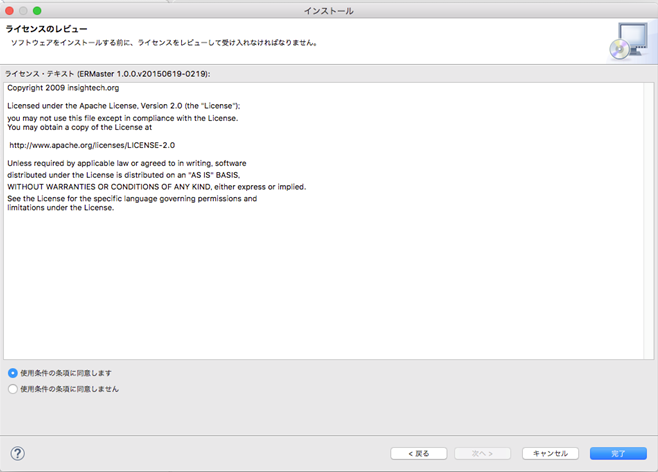 インストール
ライセンスのレビュー
ソフトウェアをインストールする前に、ライセンスをレビューして受け入れなければなりません。
ライセンス・テキスト (ERMaster 1.0.0.v20150619-0219):
Copyright 2009 insightech.org
Licensed under the Apache License, Version 2.0 (the "License");
you may not use this file except in compliance with the License.
You may obtain a copy of the License at
http://www.apache.org/licenses/LICENSE-2.0
Unless required by applicable law or agreed to in writing, software
distributed under the License is distributed on an "AS IS" BASIS,
WITHOUT WARRANTIES OR CONDITIONS OF ANY KIND, either express or implied.
See the License for the specific language governing permissions and
limitations under the License.
使用条件の条項に同意します
使用条件の条項に同意しません
?
< 戻る
次へ >
キャンセル
完了